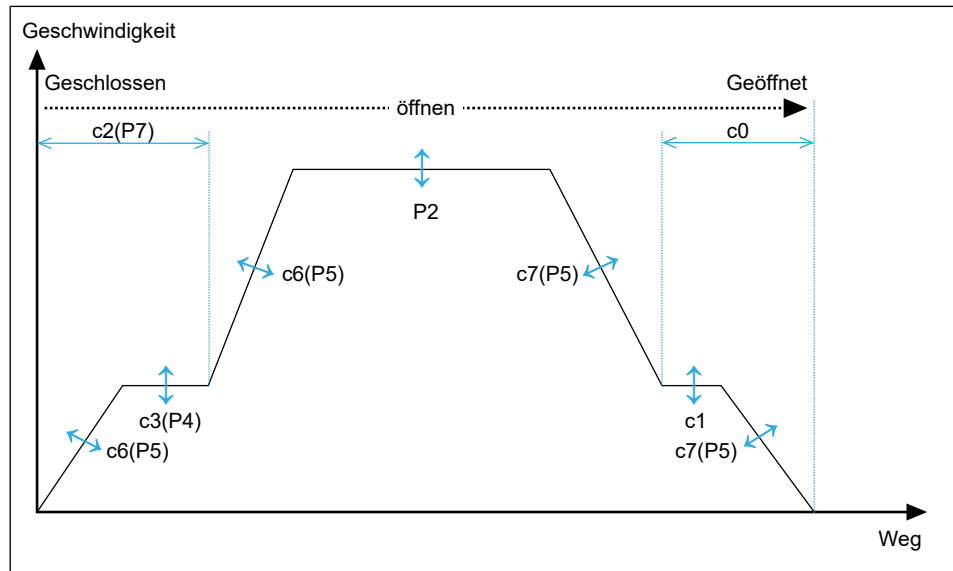 Geschwindigkeit
Geschlossen
Geöffnet
öffnen
c2(P7)
c0
P2
c6(P5)
c7(P5)
c3(P4)
c1
c6(P5)
c7(P5)
Weg